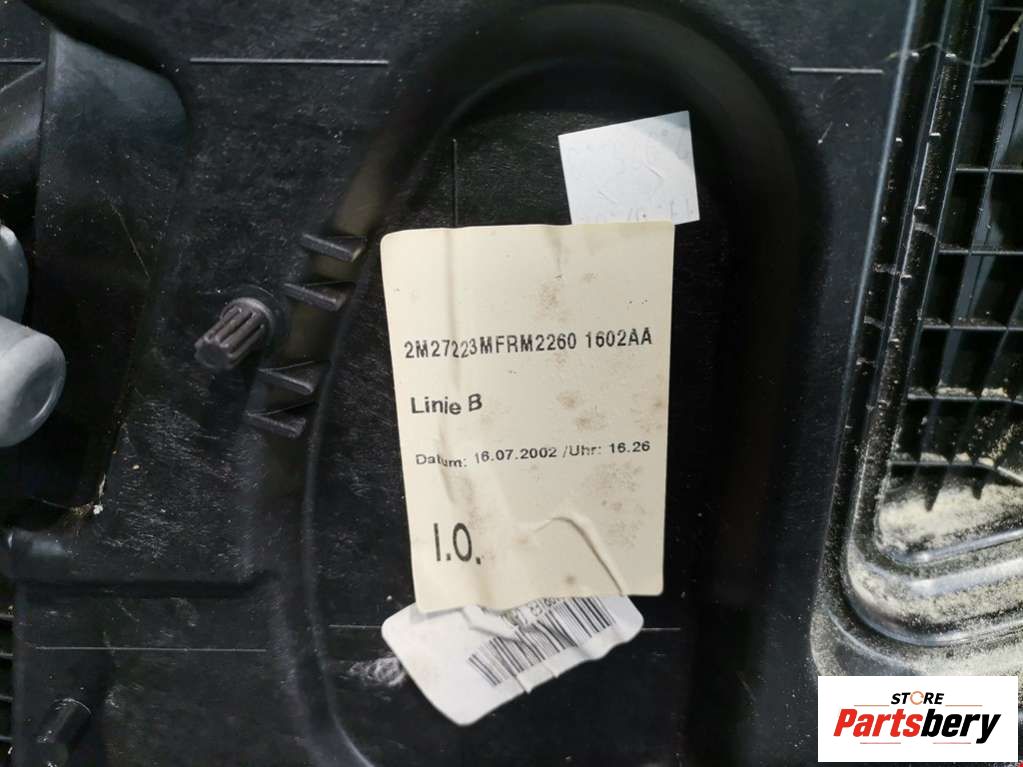 2M27223MFRM2260 1602AA
Linie B
Datum: 16.07.2002 /Uhr: 16.26
I.O.
STORE
Partsbery